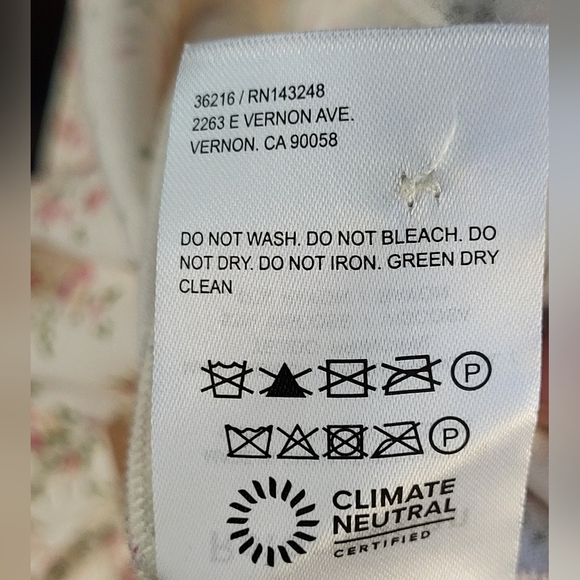 36216 / RN143248
2263 E VERNON AVE.
VERNON. CA 90058
DO NOT WASH. DO NOT BLEACH. DO
NOT DRY. DO NOT IRON. GREEN DRY
CLEAN
P
P
CLIMATE
NEUTRAL
CERTIFIED